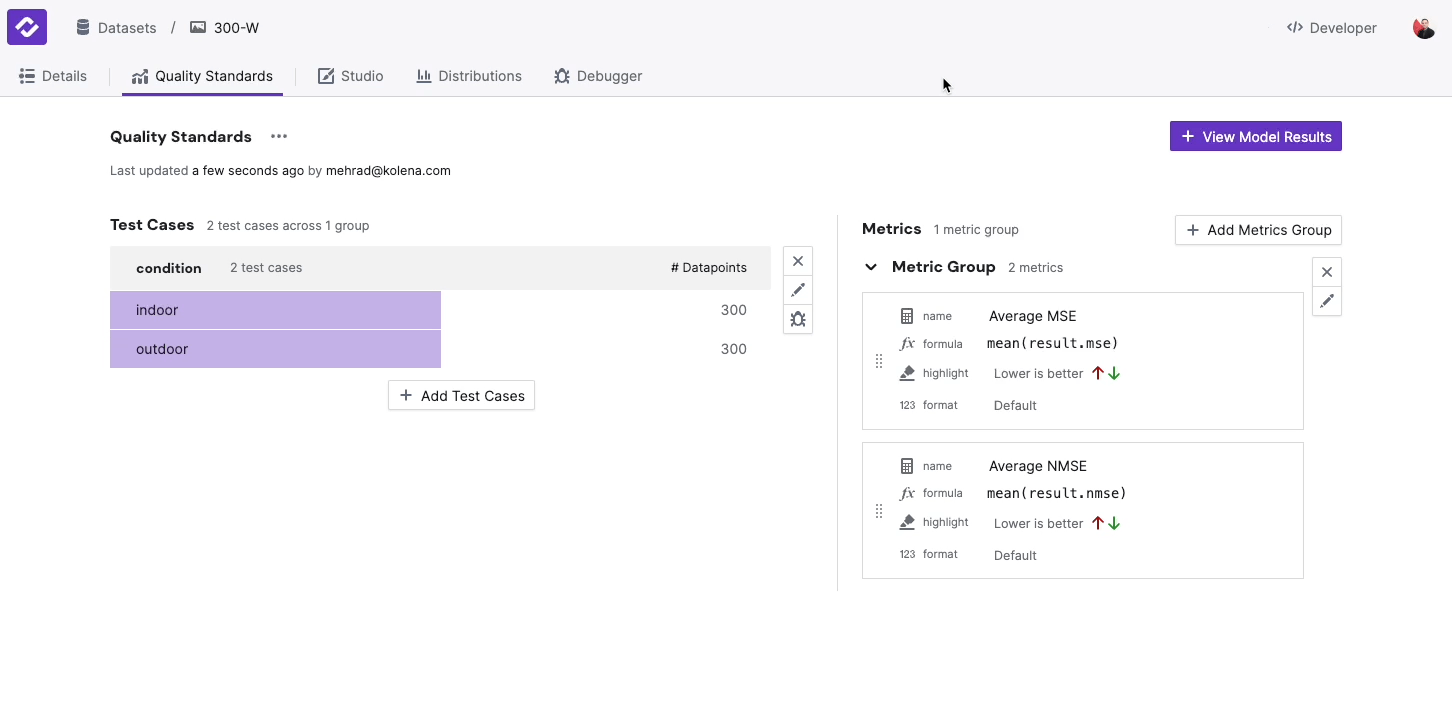 Datasets / 300-W
Developer
Details
Quality Standards
Studio
Distributions
Debugger
Quality Standards
View Model Results
Last updated a few seconds ago by mehrad@kolena.com
Test Cases 2 test cases across 1 group
condition 2 test cases # Datapoints
indoor 300
outdoor 300
Add Test Cases
Metrics 1 metric group
Add Metrics Group
Metric Group 2 metrics
name Average MSE
fx formula mean(result.mse)
highlight Lower is better
123 format Default
name Average NMSE
fx formula mean(result.nmse)
highlight Lower is better
123 format Default